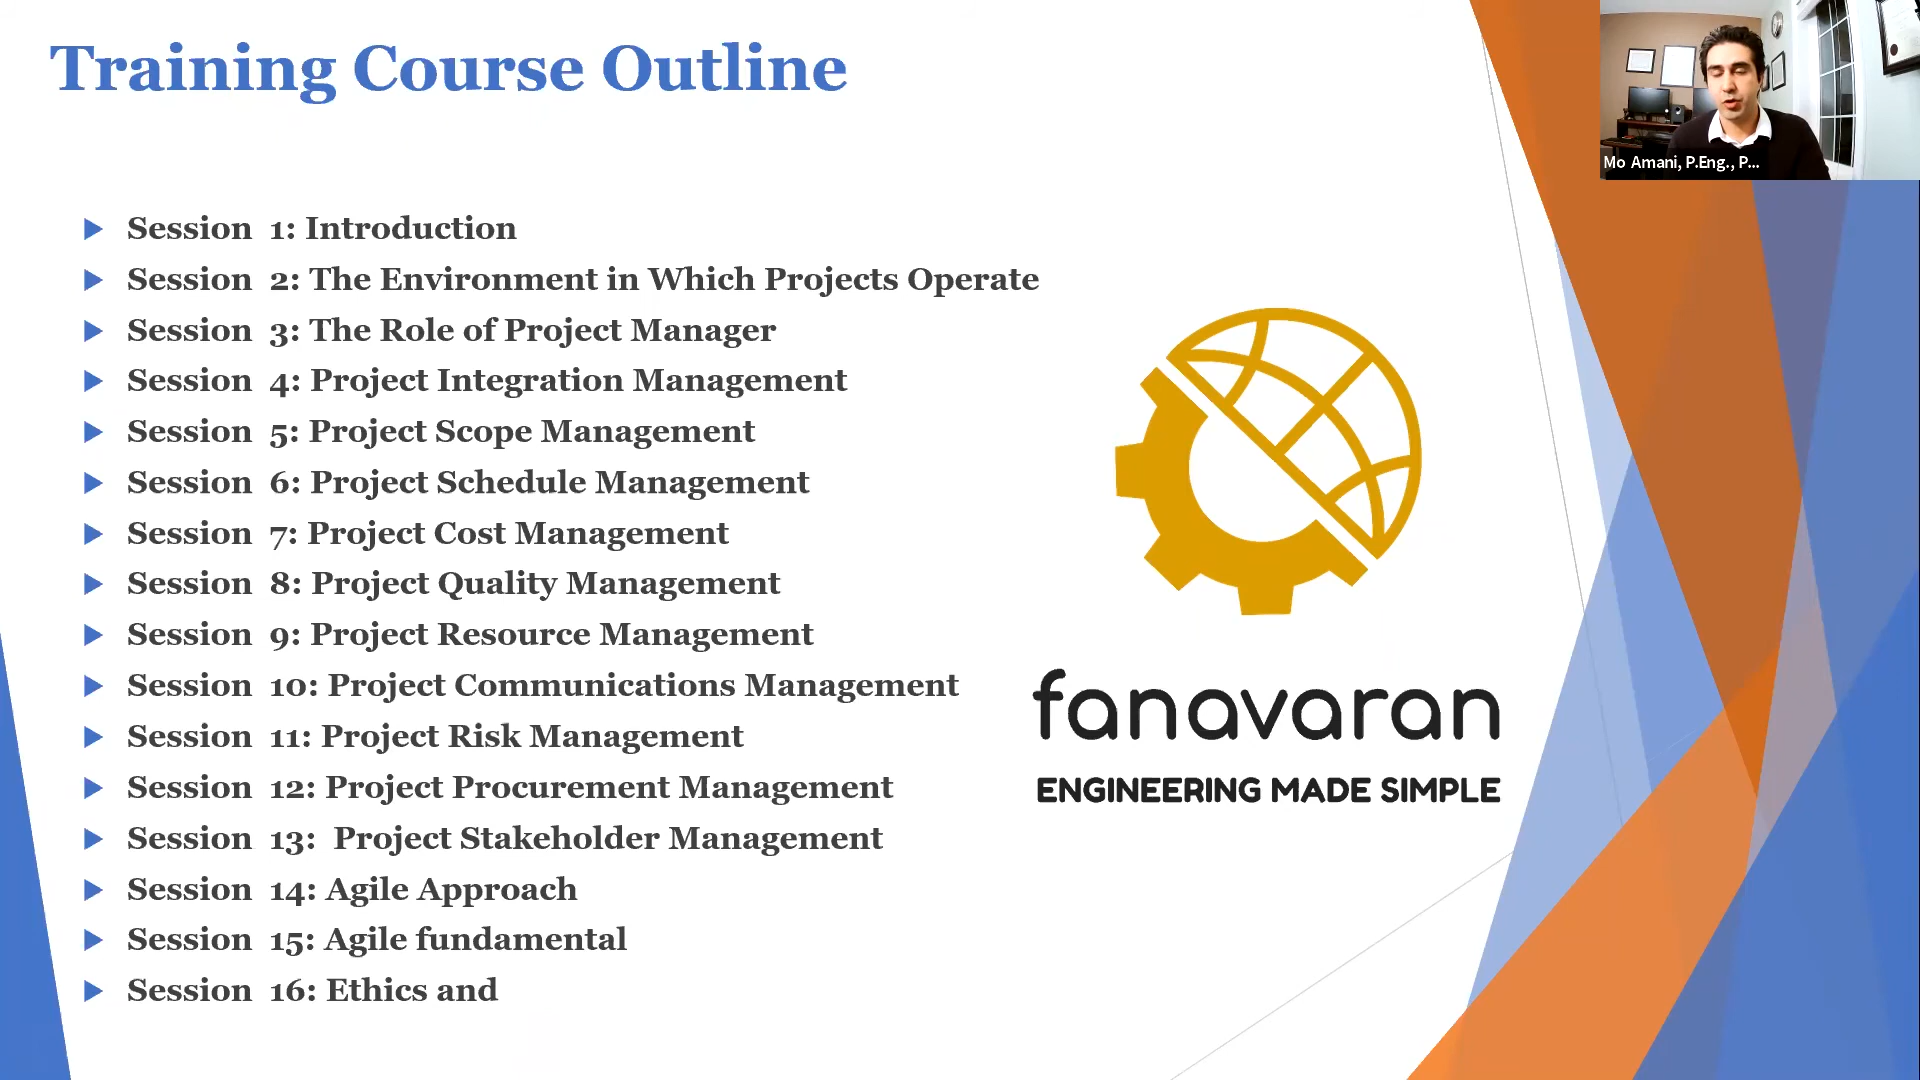 Training Course Outline
Mo Amani, P.Eng., P...
Session 1: Introduction
Session 2: The Environment in Which Projects Operate
Session 3: The Role of Project Manager
Session 4: Project Integration Management
Session 5: Project Scope Management
Session 6: Project Schedule Management
Session 7: Project Cost Management
Session 8: Project Quality Management
Session 9: Project Resource Management
Session 10: Project Communications Management
Session 11: Project Risk Management
Session 12: Project Procurement Management
Session 13: Project Stakeholder Management
Session 14: Agile Approach
Session 15: Agile fundamental
Session 16: Ethics and
fanavaran
ENGINEERING MADE SIMPLE